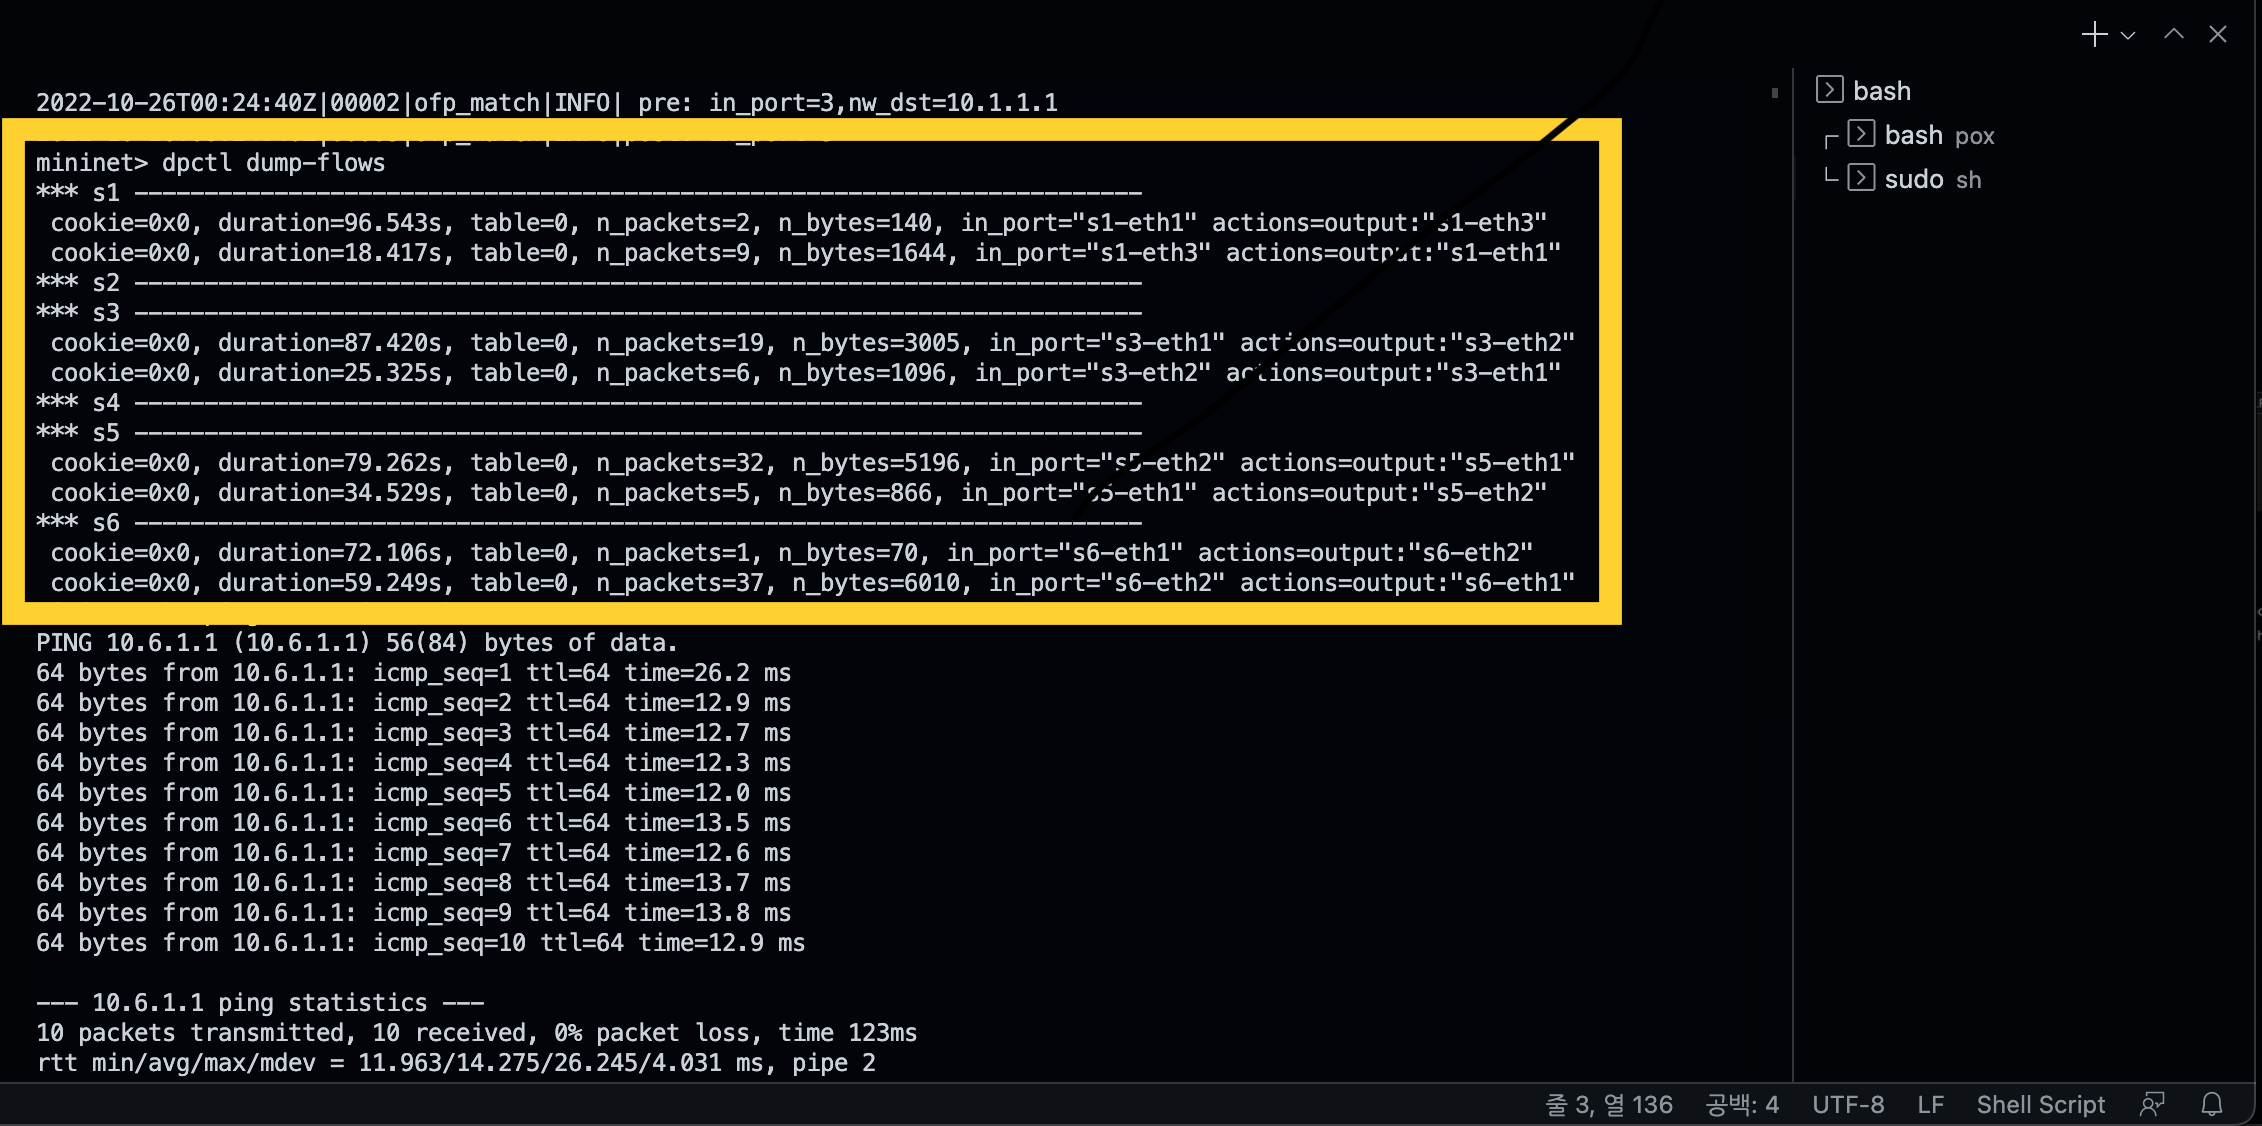 2022-10-26T00:24:40Z|00002|ofp_match|INFO| pre: in_port=3,nw_dst=10.1.1.1
mininet> dpctl dump-flows
*** s1 ------------------------------------------------------------------------
 cookie=0x0, duration=96.543s, table=0, n_packets=2, n_bytes=140, in_port="s1-eth1" actions=output:"s1-eth3"
 cookie=0x0, duration=18.417s, table=0, n_packets=9, n_bytes=1644, in_port="s1-eth3" actions=output:"s1-eth1"
*** s2 ------------------------------------------------------------------------
*** s3 ------------------------------------------------------------------------
 cookie=0x0, duration=87.420s, table=0, n_packets=19, n_bytes=3005, in_port="s3-eth1" actions=output:"s3-eth2"
 cookie=0x0, duration=25.325s, table=0, n_packets=6, n_bytes=1096, in_port="s3-eth2" actions=output:"s3-eth1"
*** s4 ------------------------------------------------------------------------
*** s5 ------------------------------------------------------------------------
 cookie=0x0, duration=79.262s, table=0, n_packets=32, n_bytes=5196, in_port="s5-eth2" actions=output:"s5-eth1"
 cookie=0x0, duration=34.529s, table=0, n_packets=5, n_bytes=866, in_port="s5-eth1" actions=output:"s5-eth2"
*** s6 ------------------------------------------------------------------------
 cookie=0x0, duration=72.106s, table=0, n_packets=1, n_bytes=70, in_port="s6-eth1" actions=output:"s6-eth2"
 cookie=0x0, duration=59.249s, table=0, n_packets=37, n_bytes=6010, in_port="s6-eth2" actions=output:"s6-eth1"
PING 10.6.1.1 (10.6.1.1) 56(84) bytes of data.
64 bytes from 10.6.1.1: icmp_seq=1 ttl=64 time=26.2 ms
64 bytes from 10.6.1.1: icmp_seq=2 ttl=64 time=12.9 ms
64 bytes from 10.6.1.1: icmp_seq=3 ttl=64 time=12.7 ms
64 bytes from 10.6.1.1: icmp_seq=4 ttl=64 time=12.3 ms
64 bytes from 10.6.1.1: icmp_seq=5 ttl=64 time=12.0 ms
64 bytes from 10.6.1.1: icmp_seq=6 ttl=64 time=13.5 ms
64 bytes from 10.6.1.1: icmp_seq=7 ttl=64 time=12.6 ms
64 bytes from 10.6.1.1: icmp_seq=8 ttl=64 time=13.7 ms
64 bytes from 10.6.1.1: icmp_seq=9 ttl=64 time=13.8 ms
64 bytes from 10.6.1.1: icmp_seq=10 ttl=64 time=12.9 ms
--- 10.6.1.1 ping statistics ---
10 packets transmitted, 10 received, 0% packet loss, time 123ms
rtt min/avg/max/mdev = 11.963/14.275/26.245/4.031 ms, pipe 2
bash
bash pox
sudo sh
줄 3, 열 136 공백: 4 UTF-8 LF Shell Script